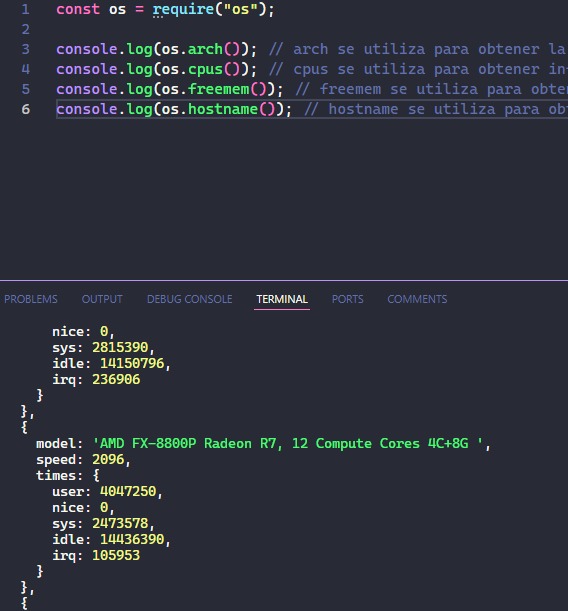 1 const os = require("os");
2
3 console.log(os.arch()); // arch se utiliza para obtener la
4 console.log(os.cpus()); // cpus se utiliza para obtener in
5 console.log(os.freemem()); // freemem se utiliza para obten
6 console.log(os.hostname()); // hostname se utiliza para ob
PROBLEMS OUTPUT DEBUG CONSOLE TERMINAL PORTS COMMENTS
nice: 0,
sys: 2815390,
idle: 14150796,
irq: 236906
}
},
{
model: 'AMD FX-8800P Radeon R7, 12 Compute Cores 4C+8G ',
speed: 2096,
times: {
user: 4047250,
nice: 0,
sys: 2473578,
idle: 14436390,
irq: 105953
}
},
{